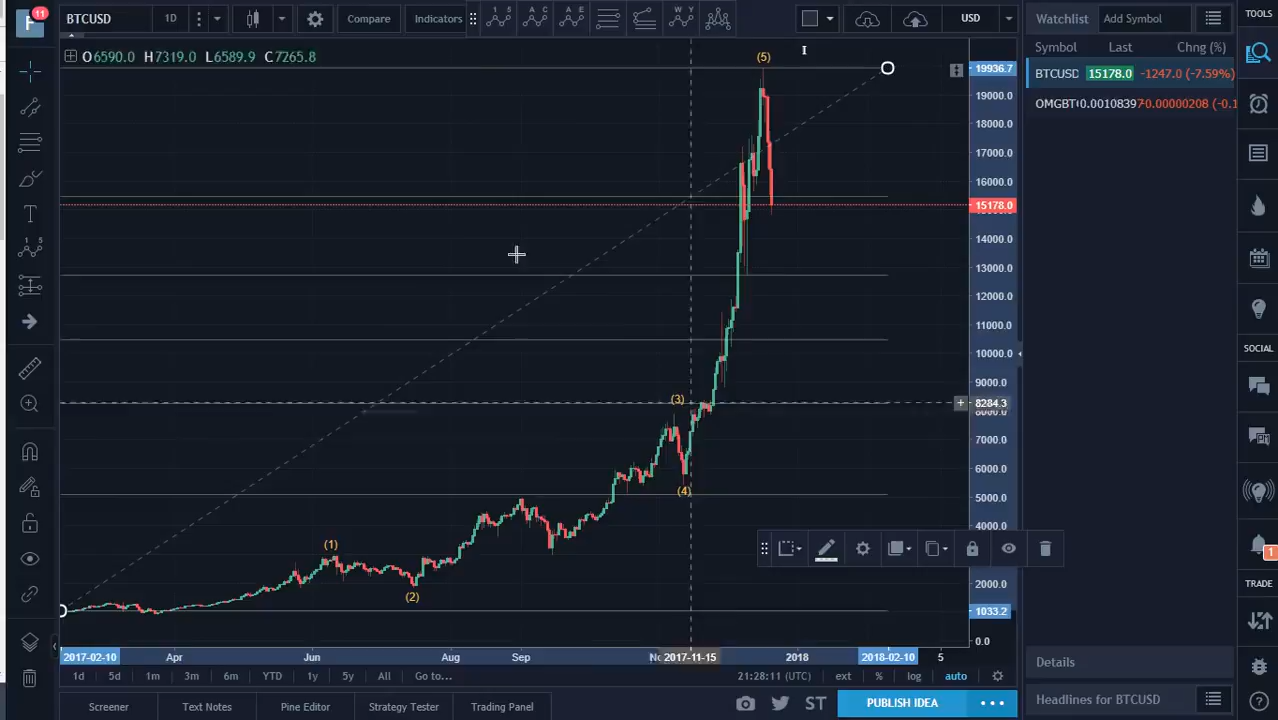 11
BTCUSD 1D Compare Indicators USD
O6590.0 H7319.0 L6589.9 C7265.8
Watchlist Add Symbol
Symbol Last Chng (%)
BTCUSD 15178.0 -1247.0 (-7.59%)
-0.00000208
TOOLS
SOCIAL
TRADE
1
(5)
(3)
(4)
(1)
(2)
19936.7
19000.0
18000.0
17000.0
16000.0
15178.0
14000.0
13000.0
12000.0
11000.0
10000.0
9000.0
8284.3
7000.0
6000.0
5000.0
4000.0
2000.0
1033.2
0.0
2017-02-10 Apr Jun Aug Sep 2017-11-15 2018 2018-02-10 5
1d 5d 1m 3m 6m YTD 1y 5y All Go to... 21:28:11 (UTC) ext % log auto
Screener Text Notes Pine Editor Strategy Tester Trading Panel ST PUBLISH IDEA
Details
Headlines for BTCUSD